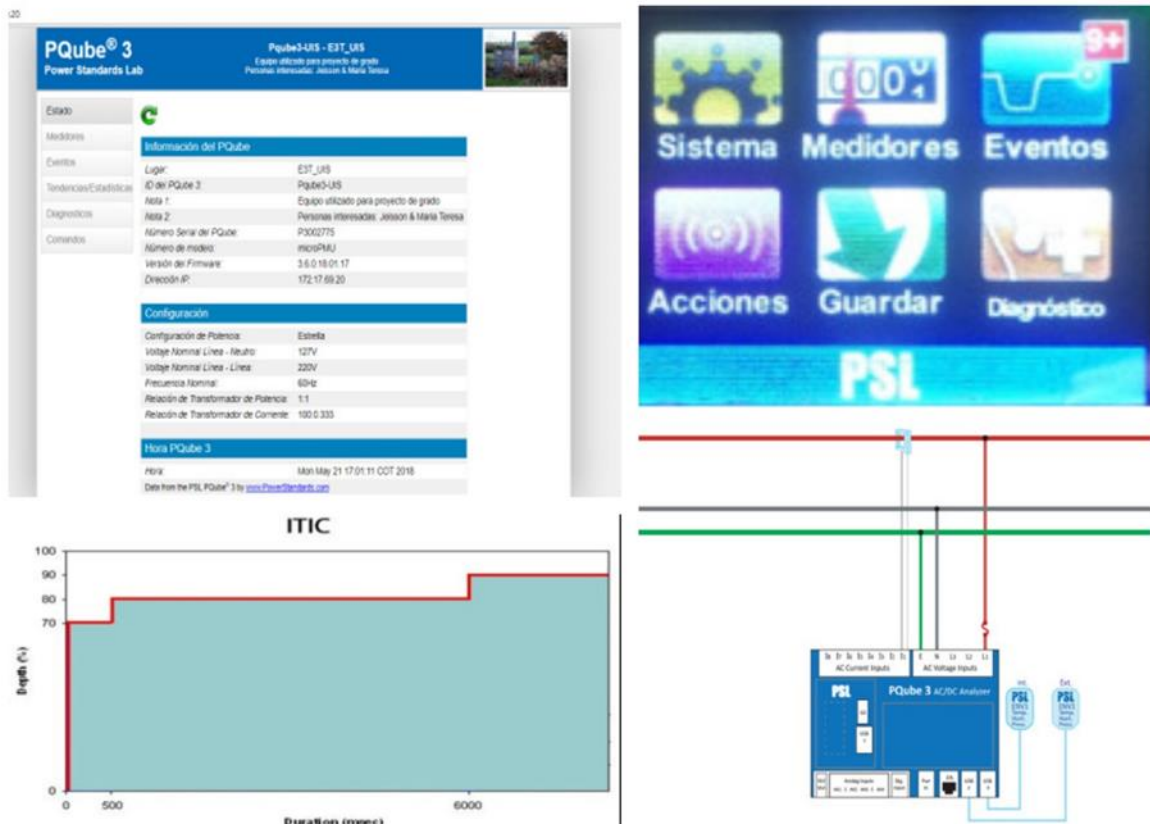 PQube® 3
Power Standards Lab
Pqube3-UIS - E3T_UIS
Equipo utilizado para proyecto de grado
Personas interesadas: Jeisson & Maria Teresa
Estado
Medidores
Eventos
Tendencias/Estadísticas
Diagnosticos
Comandos
Información del PQube
Lugar: E3T_UIS
ID del PQube 3: Pqube3-UIS
Nota 1: Equipo utilizado para proyecto de grado
Nota 2: Personas interesadas: Jeisson & Maria Teresa
Número Serial del PQube: P3002775
Número de modelo: microPMU
Versión del Firmware: 3.6.0.18.01.17
Dirección IP: 172.17.69.20
Configuración
Configuración de Potencia: Estrella
Voltaje Nominal Línea - Neutro: 127V
Voltaje Nominal Línea - Línea: 220V
Frecuencia Nominal: 60Hz
Relación de Transformador de Potencia: 1:1
Relación de Transformador de Corriente: 100:0.333
Hora PQube 3
Hora: Mon May 21 17:01:11 COT 2018
Data from the PSL PQube® 3 by www.PowerStandards.com
9+
Sistema Medidores Eventos
Acciones Guardar Diagnóstico
PSL
ITIC
Depth (%)
100
90
80
70
0
0 500 6000
Duration (msec)
E N L3 L2 L1
AC Current Inputs AC Voltage Inputs
PSL PQube 3 AC/DC Analyzer
Int. Ext.
PSL PSL